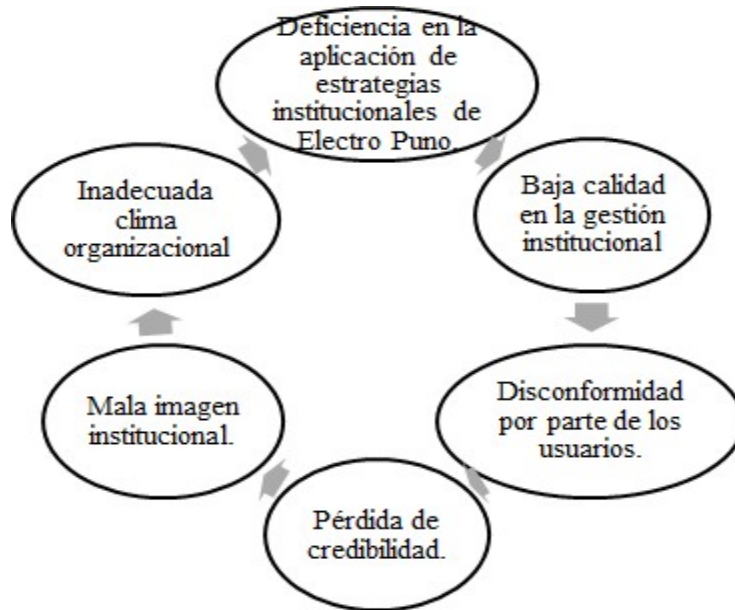 Deficiencia en la
aplicación de
estrategias
institucionales de
Electro Puno.
Baja calidad
en la gestión
institucional
Disconformidad
por parte de los
usuarios.
Pérdida de
credibilidad.
Mala imagen
institucional.
Inadecuada
clima
organizacional